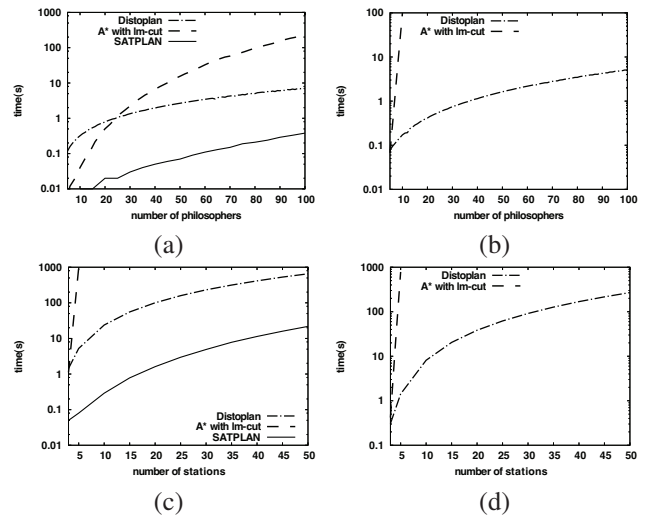 Distoplan
A* with lm-cut
SATPLAN
time(s)
1000
100
10
1
0.1
0.01
10 20 30 40 50 60 70 80 90 100
number of philosophers
(a)
Distoplan
A* with lm-cut
time(s)
100
10
1
0.1
0.01
10 20 30 40 50 60 70 80 90 100
number of philosophers
(b)
time(s)
1000
100
10
1
0.1
0.01
Distoplan
A* with lm-cut
SATPLAN
5 10 15 20 25 30 35 40 45 50
number of stations
(c)
Distoplan
A* with lm-cut
time(s)
1000
100
10
1
0.1
5 10 15 20 25 30 35 40 45 50
number of stations
(d)